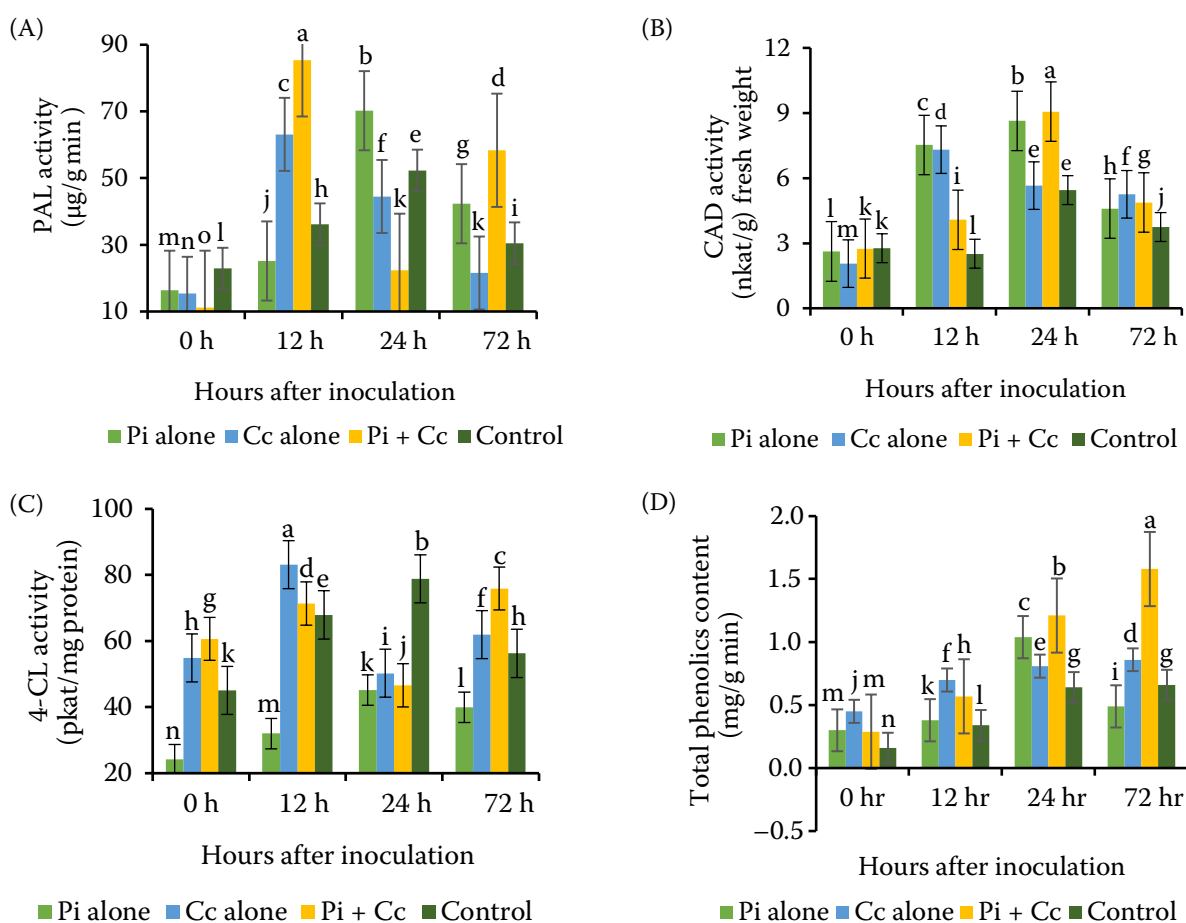 (A)
PAL activity
(µg/g min)
90
70
50
30
10
m n o l
j c a h
b f k e
g k d i
0 h 12 h 24 h 72 h
Hours after inoculation
Pi alone Cc alone Pi + Cc Control
(B)
CAD activity
(nkat/g) fresh weight
12
9
6
3
0
l m k k
c d i l
b e a e
h f g j
0 h 12 h 24 h 72 h
Hours after inoculation
Pi alone Cc alone Pi + Cc Control
(C)
4-CL activity
(pkat/mg protein)
100
80
60
40
20
n h g k
m a d e
k i j b
l f c h
0 h 12 h 24 h 72 h
Hours after inoculation
Pi alone Cc alone Pi + Cc Control
(D)
Total phenolics content
(mg/g min)
2.0
1.5
1.0
0.5
0.0
−0.5
m j m n
k f h l
c e b g
i d a g
0 hr 12 hr 24 hr 72 hr
Hours after inoculation
Pi alone Cc alone Pi + Cc Control